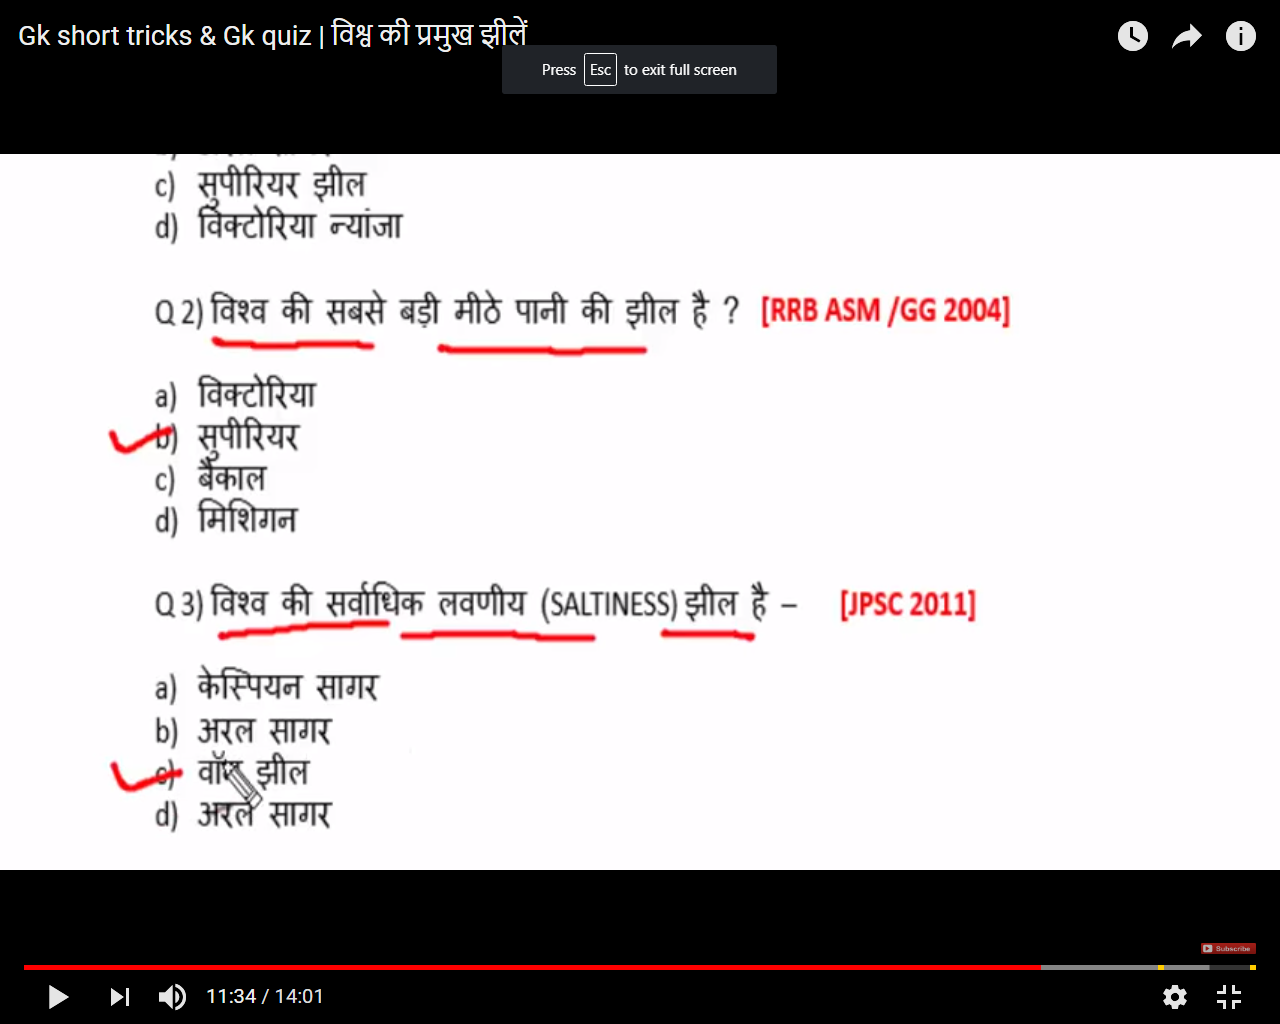 Gk short tricks & Gk quiz | विश्व की प्रमुख झीलें
Press Esc to exit full screen
c) सुपीरियर झील
d) विक्टोरिया न्यांजा
Q 2) विश्व की सबसे बड़ी मीठे पानी की झील है ? [RRB ASM /GG 2004]
a) विक्टोरिया
b) सुपीरियर
c) बैकाल
d) मिशिगन
Q 3) विश्व की सर्वाधिक लवणीय (SALTINESS) झील है – [JPSC 2011]
a) केस्पियन सागर
b) अरल सागर
c) झील
d) अरल सागर
Subscribe
11:34 / 14:01